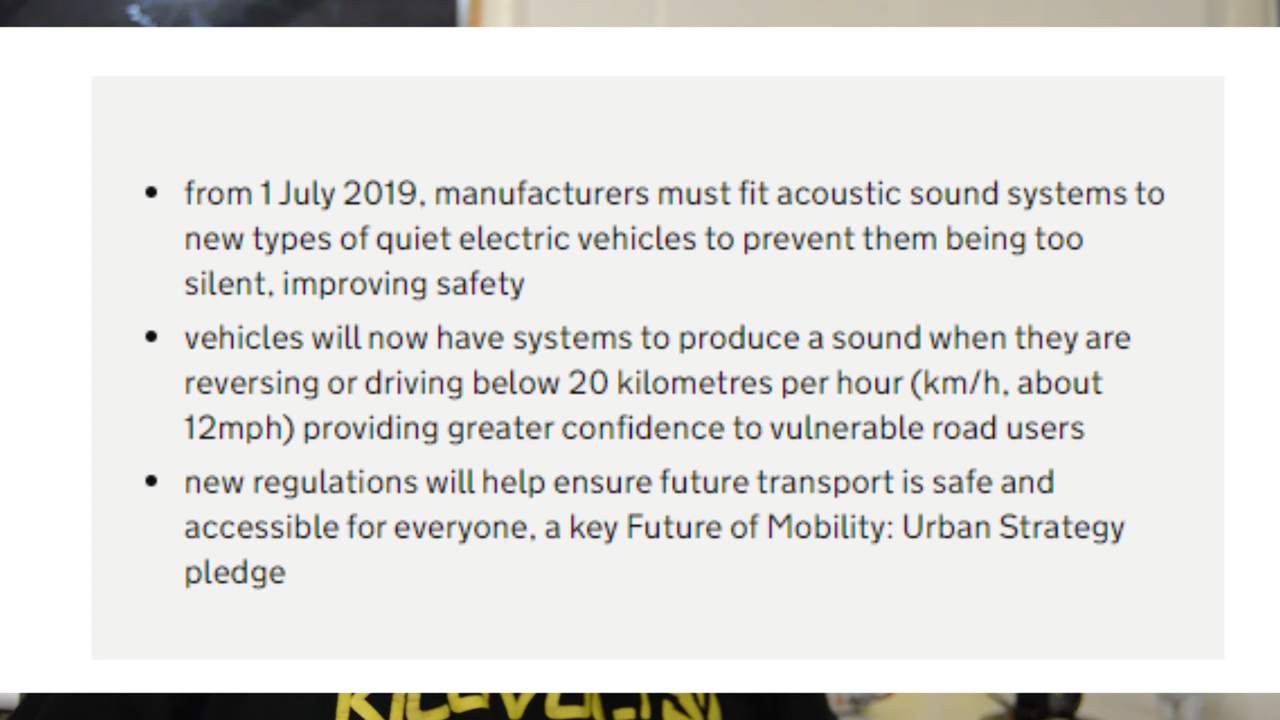 • from 1 July 2019, manufacturers must fit acoustic sound systems to
new types of quiet electric vehicles to prevent them being too
silent, improving safety
• vehicles will now have systems to produce a sound when they are
reversing or driving below 20 kilometres per hour (km/h, about
12mph) providing greater confidence to vulnerable road users
• new regulations will help ensure future transport is safe and
accessible for everyone, a key Future of Mobility: Urban Strategy
pledge